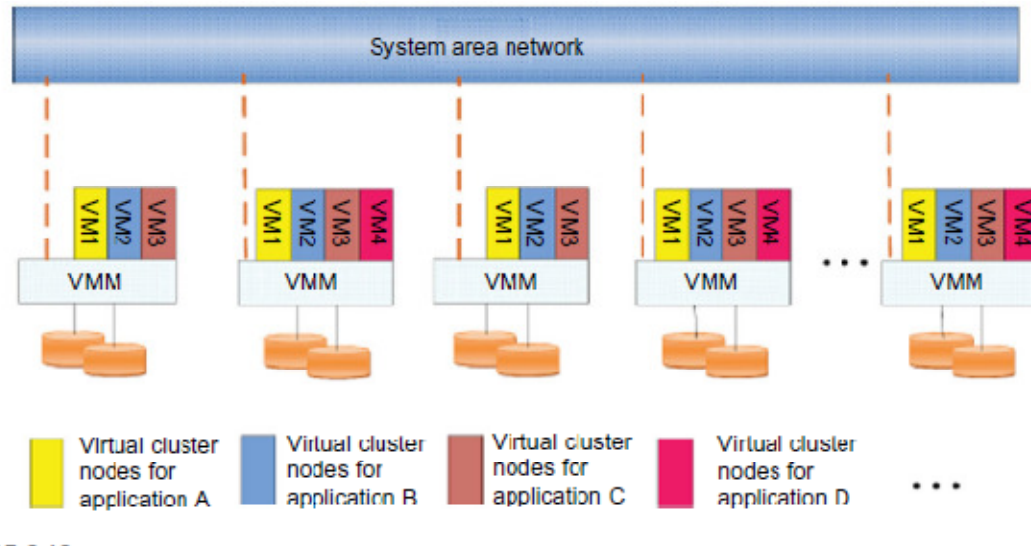 System area network
VM1 VM2 VM3
VM1 VM2 VM3 VM4
VM1 VM2 VM3
VM1 VM2 VM3 VM4
VM1 VM2 VM3 VM4
VMM
VMM
VMM
VMM
VMM
Virtual cluster
nodes for
application A
Virtual cluster
nodes for
application B
Virtual cluster
nodes for
application C
Virtual cluster
nodes for
application D